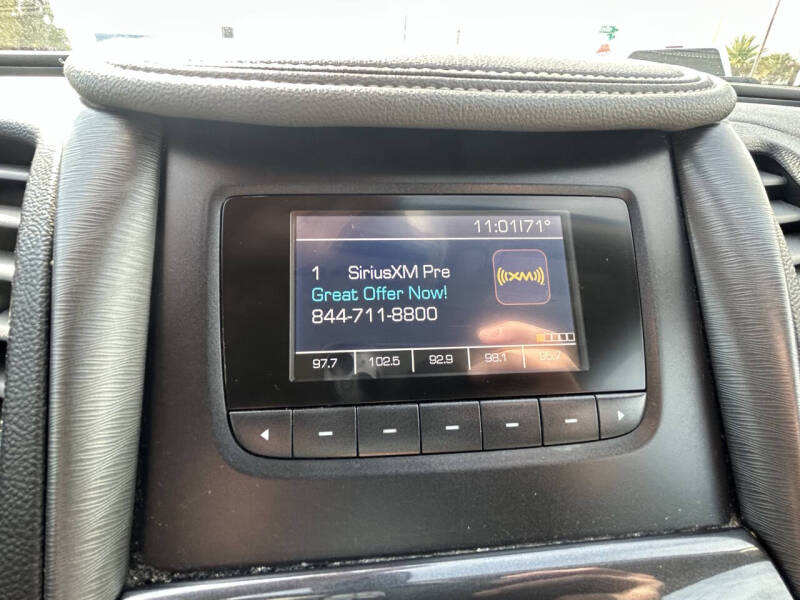 11:01|71°
1 SiriusXM Pre
((XM))
Great Offer Now!
844-711-8800
97.7 102.5 92.9 98.1 95.7